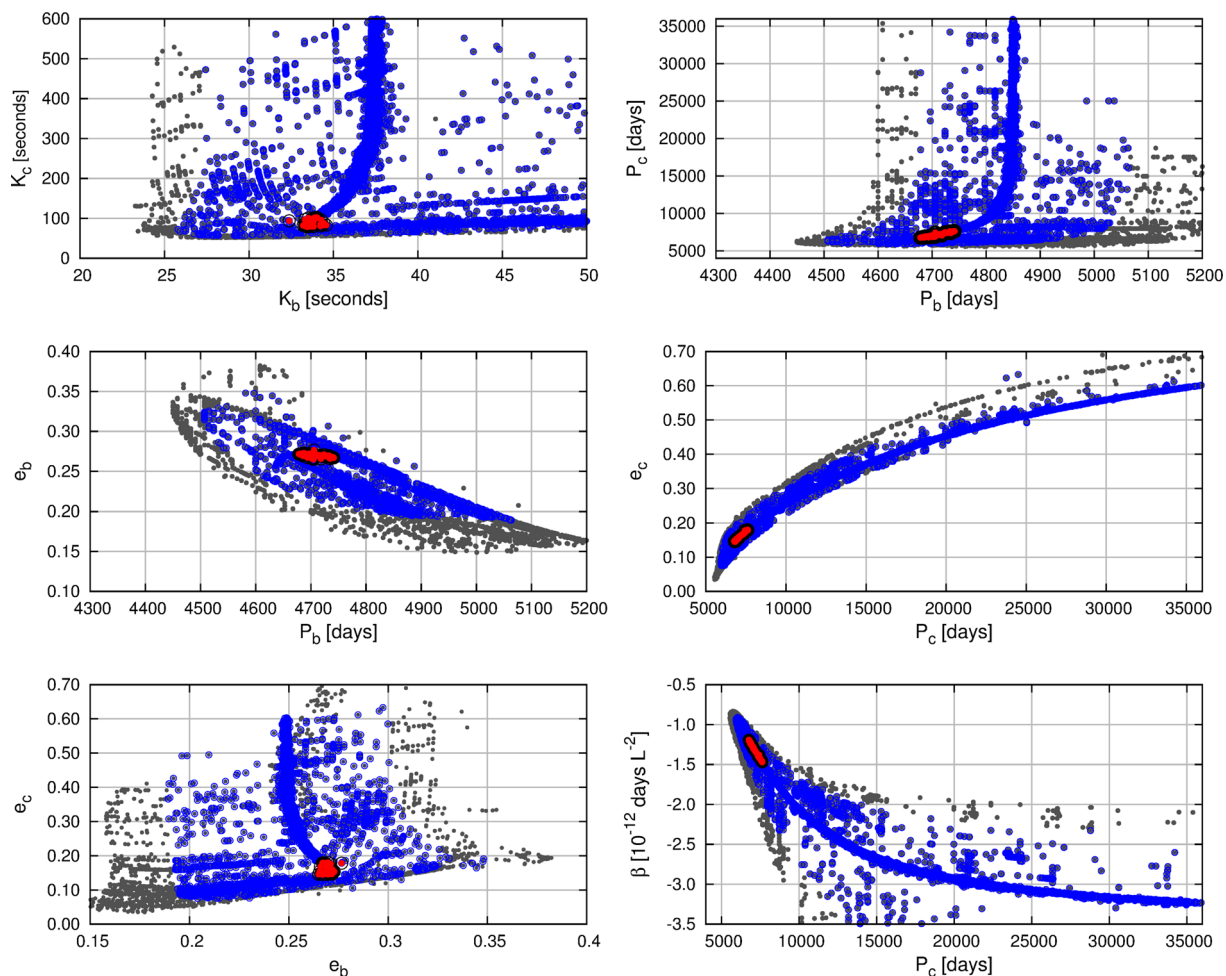 600
500
400
300
200
100
0
K_c [seconds]
20 25 30 35 40 45 50
K_b [seconds]
35000
30000
25000
20000
15000
10000
5000
P_c [days]
4300 4400 4500 4600 4700 4800 4900 5000 5100 5200
P_b [days]
0.40
0.35
0.30
0.25
0.20
0.15
0.10
e_b
4300 4400 4500 4600 4700 4800 4900 5000 5100 5200
P_b [days]
0.70
0.60
0.50
0.40
0.30
0.20
0.10
0.00
e_c
5000 10000 15000 20000 25000 30000 35000
P_c [days]
0.70
0.60
0.50
0.40
0.30
0.20
0.10
0.00
e_c
0.15 0.2 0.25 0.3 0.35 0.4
e_b
-0.5
-1.0
-1.5
-2.0
-2.5
-3.0
-3.5
β [10⁻¹² days L⁻²]
5000 10000 15000 20000 25000 30000 35000
P_c [days]